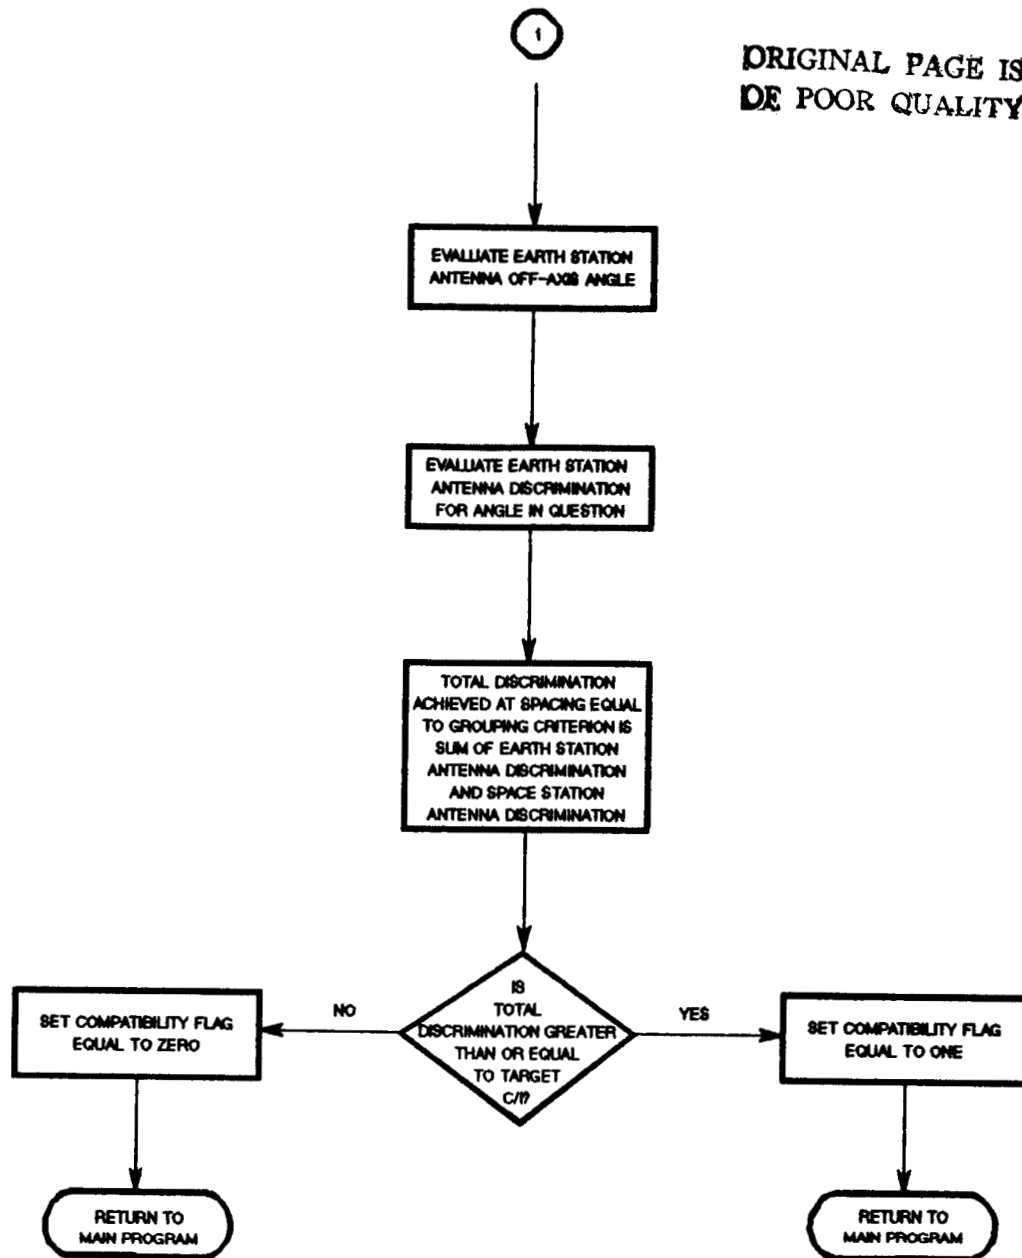 1
ORIGINAL PAGE IS
OF POOR QUALITY
EVALUATE EARTH STATION
ANTENNA OFF-AXIS ANGLE
EVALUATE EARTH STATION
ANTENNA DISCRIMINATION
FOR ANGLE IN QUESTION
TOTAL DISCRIMINATION
ACHIEVED AT SPACING EQUAL
TO GROUPING CRITERION IS
SUM OF EARTH STATION
ANTENNA DISCRIMINATION
AND SPACE STATION
ANTENNA DISCRIMINATION
IS
TOTAL
DISCRIMINATION GREATER
THAN OR EQUAL
TO TARGET
C/I?
NO
YES
SET COMPATIBILITY FLAG
EQUAL TO ZERO
SET COMPATIBILITY FLAG
EQUAL TO ONE
RETURN TO
MAIN PROGRAM
RETURN TO
MAIN PROGRAM